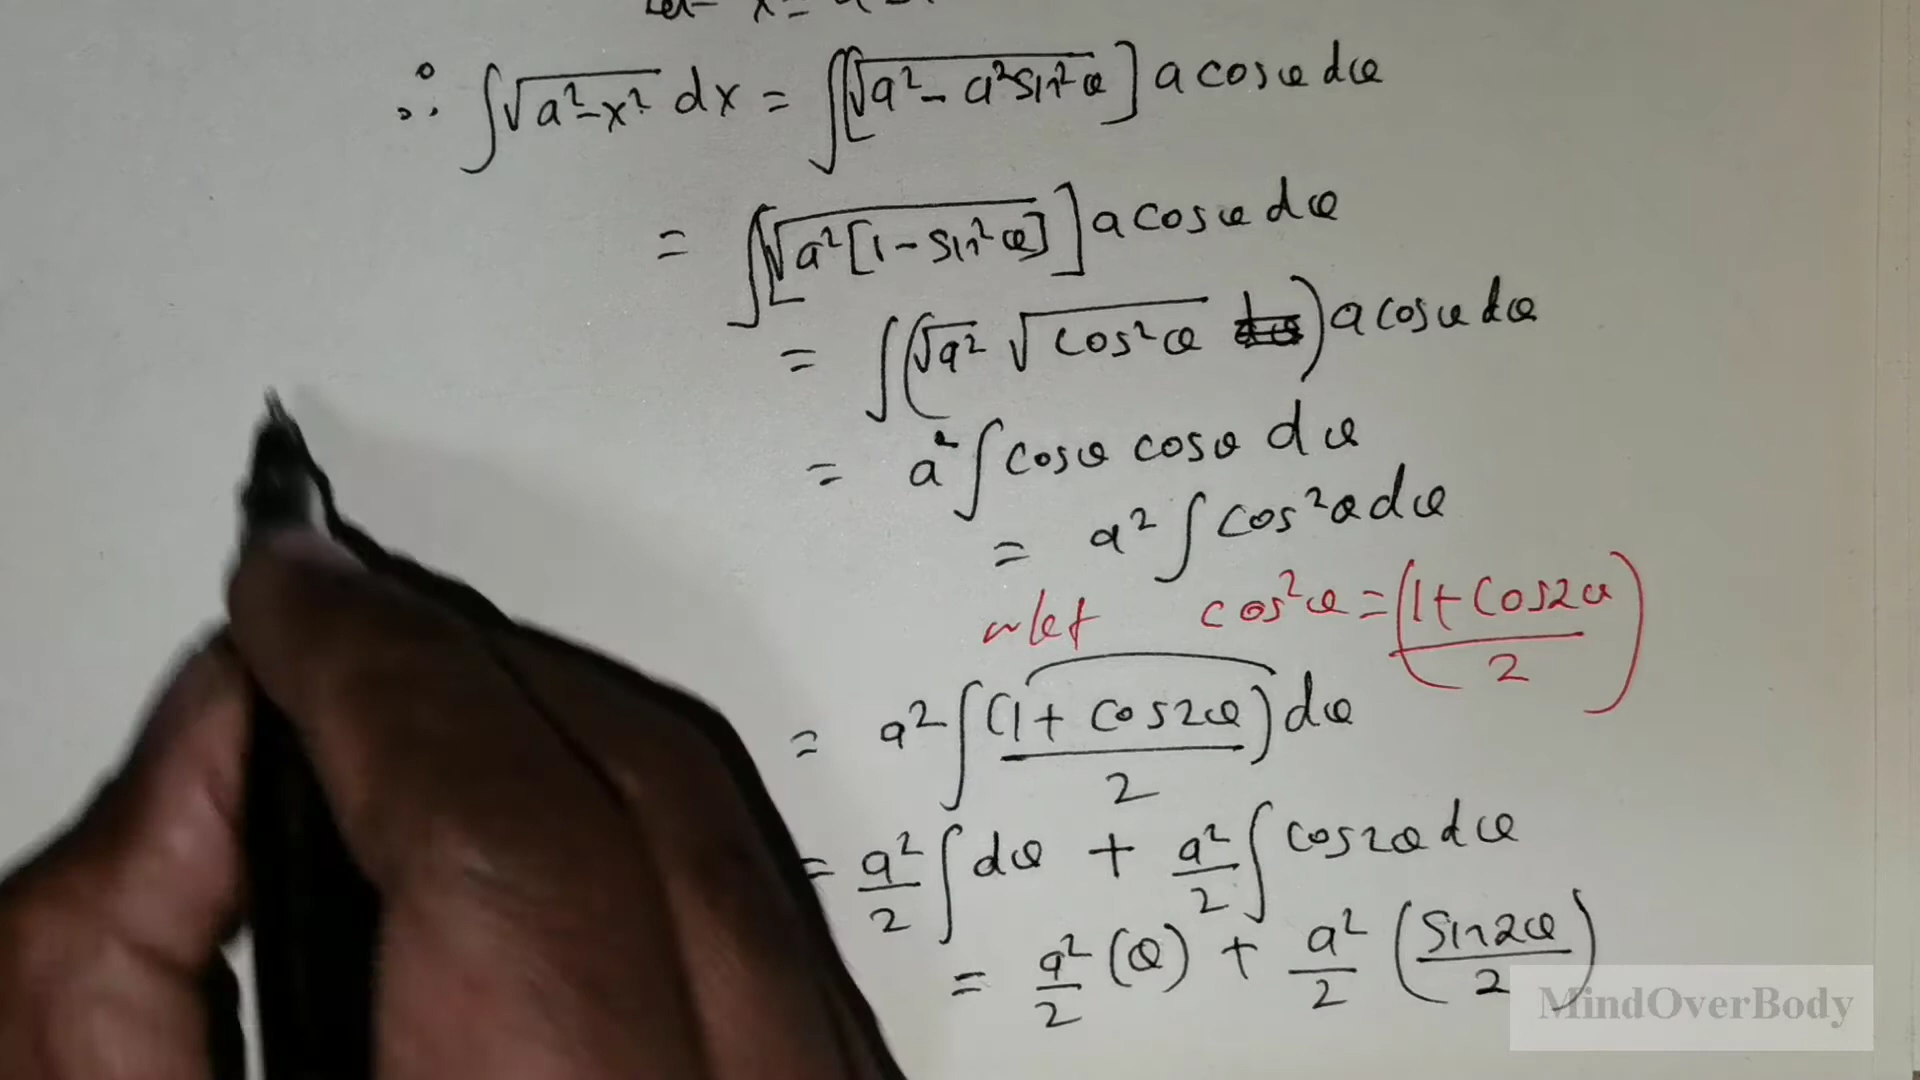 Let x = a
∴ ∫√(a²-x²) dx = ∫[√(a²- a²sin²θ)] a cosθ dθ
= ∫[√(a²[1 - sin²θ])] a cosθ dθ
= ∫(√a² √(cos²θ)) a cosθ dθ
= a² ∫ cosθ cosθ dθ
= a² ∫ cos²θ dθ
let cos²θ = ((1 + cos2θ)/2)
= a² ∫ ((1 + cos2θ)/2) dθ
= a²/2 ∫ dθ + a²/2 ∫ cos2θ dθ
= a²/2 (θ) + a²/2 (sin2θ/2)
MindOverBody